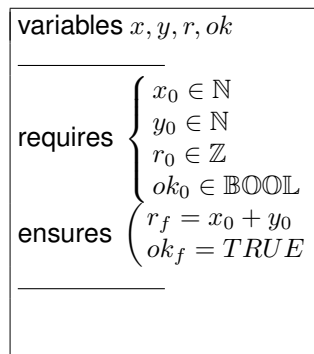 variables x, y, r, ok
requires { x₀ ∈ ℕ
y₀ ∈ ℕ
r₀ ∈ ℤ
ok₀ ∈ 𝔹𝕆𝕆𝕃
ensures ( r_f = x₀ + y₀
ok_f = TRUE